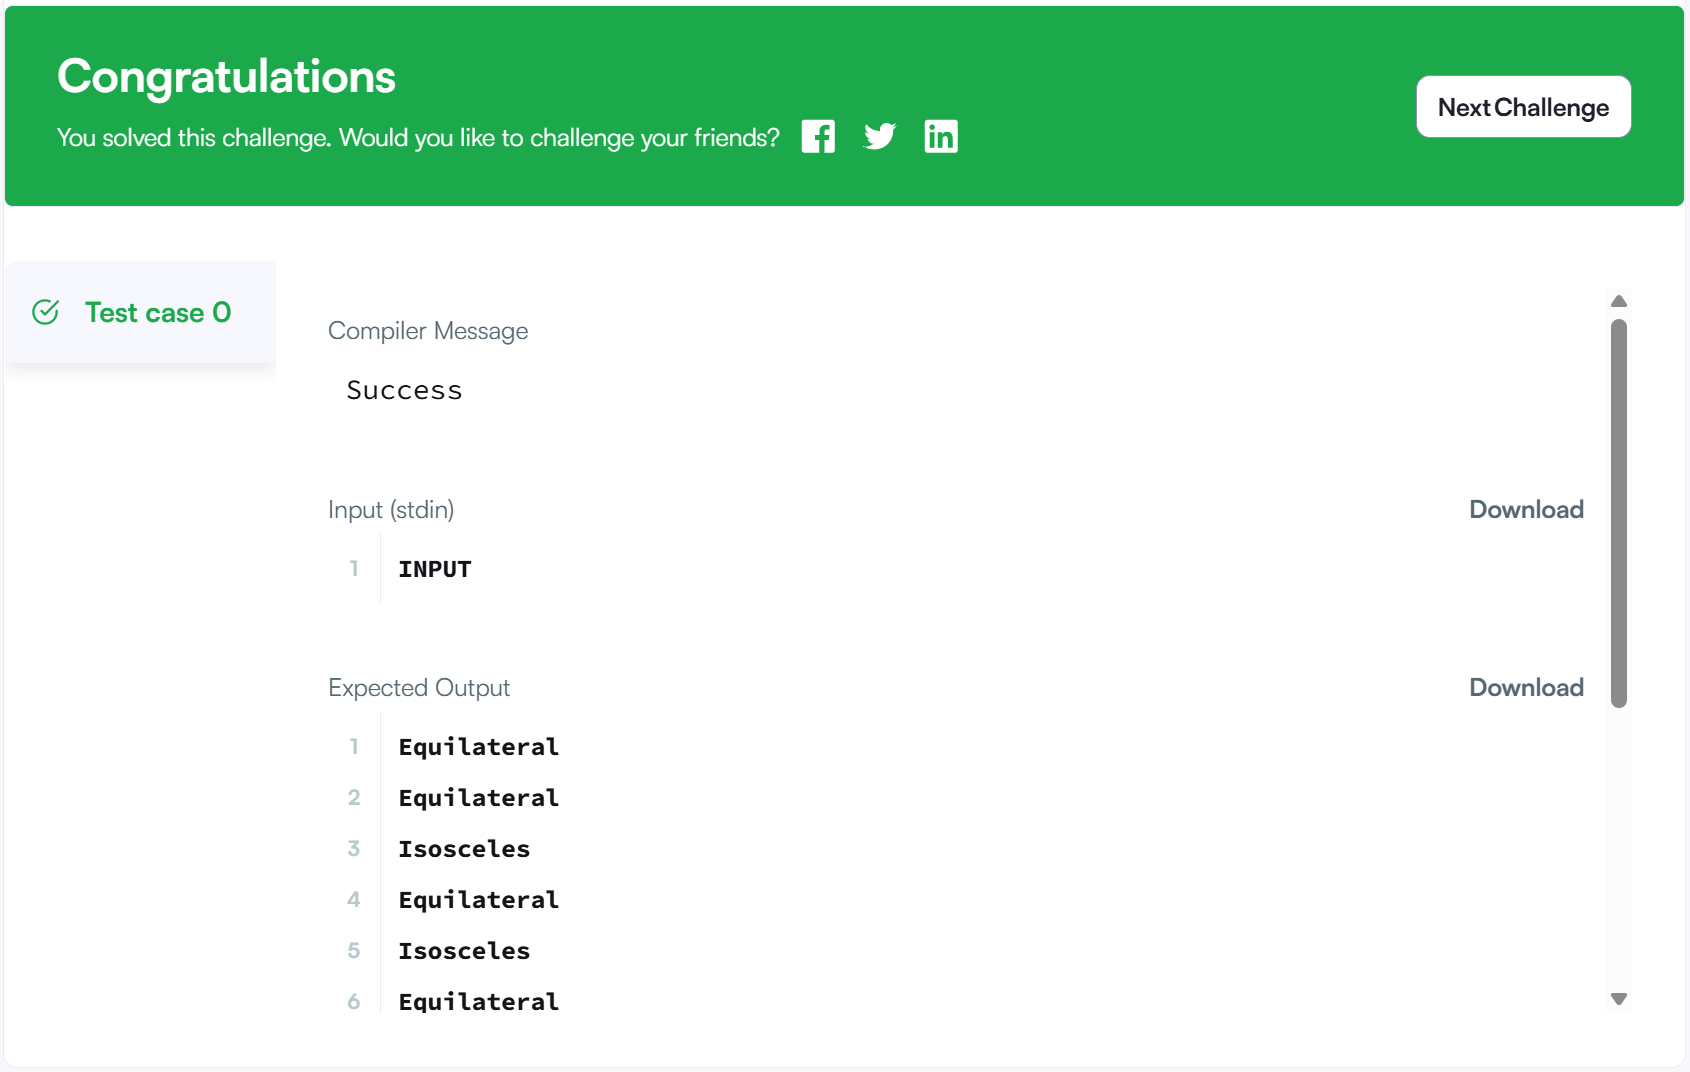 Congratulations
You solved this challenge. Would you like to challenge your friends?
Next Challenge
Test case 0
Compiler Message
Success
Input (stdin)
Download
1 INPUT
Expected Output
Download
1 Equilateral
2 Equilateral
3 Isosceles
4 Equilateral
5 Isosceles
6 Equilateral